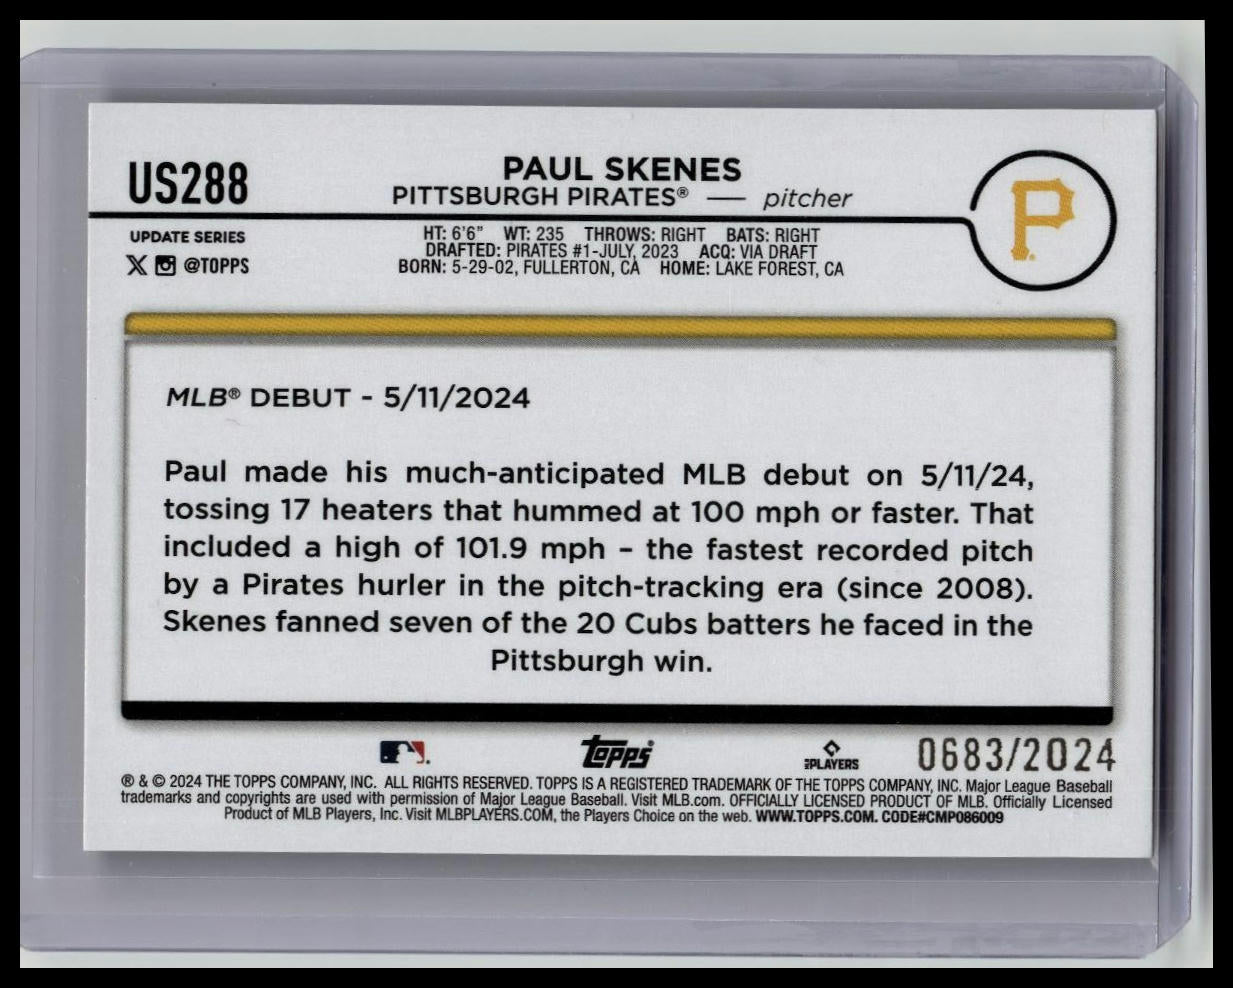 US288
PAUL SKENES
PITTSBURGH PIRATES® — pitcher
P
UPDATE SERIES
@TOPPS
HT: 6'6" WT: 235 THROWS: RIGHT BATS: RIGHT
DRAFTED: PIRATES #1-JULY, 2023 ACQ: VIA DRAFT
BORN: 5-29-02, FULLERTON, CA HOME: LAKE FOREST, CA
MLB® DEBUT - 5/11/2024
Paul made his much-anticipated MLB debut on 5/11/24,
tossing 17 heaters that hummed at 100 mph or faster. That
included a high of 101.9 mph – the fastest recorded pitch
by a Pirates hurler in the pitch-tracking era (since 2008).
Skenes fanned seven of the 20 Cubs batters he faced in the
Pittsburgh win.
Topps
MLB PLAYERS
0683/2024
® & © 2024 THE TOPPS COMPANY, INC. ALL RIGHTS RESERVED. TOPPS IS A REGISTERED TRADEMARK OF THE TOPPS COMPANY, INC. Major League Baseball
trademarks and copyrights are used with permission of Major League Baseball. Visit MLB.com. OFFICIALLY LICENSED PRODUCT OF MLB. Officially Licensed
Product of MLB Players, Inc. Visit MLBPLAYERS.COM, the Players Choice on the web. WWW.TOPPS.COM. CODE#CMP086009